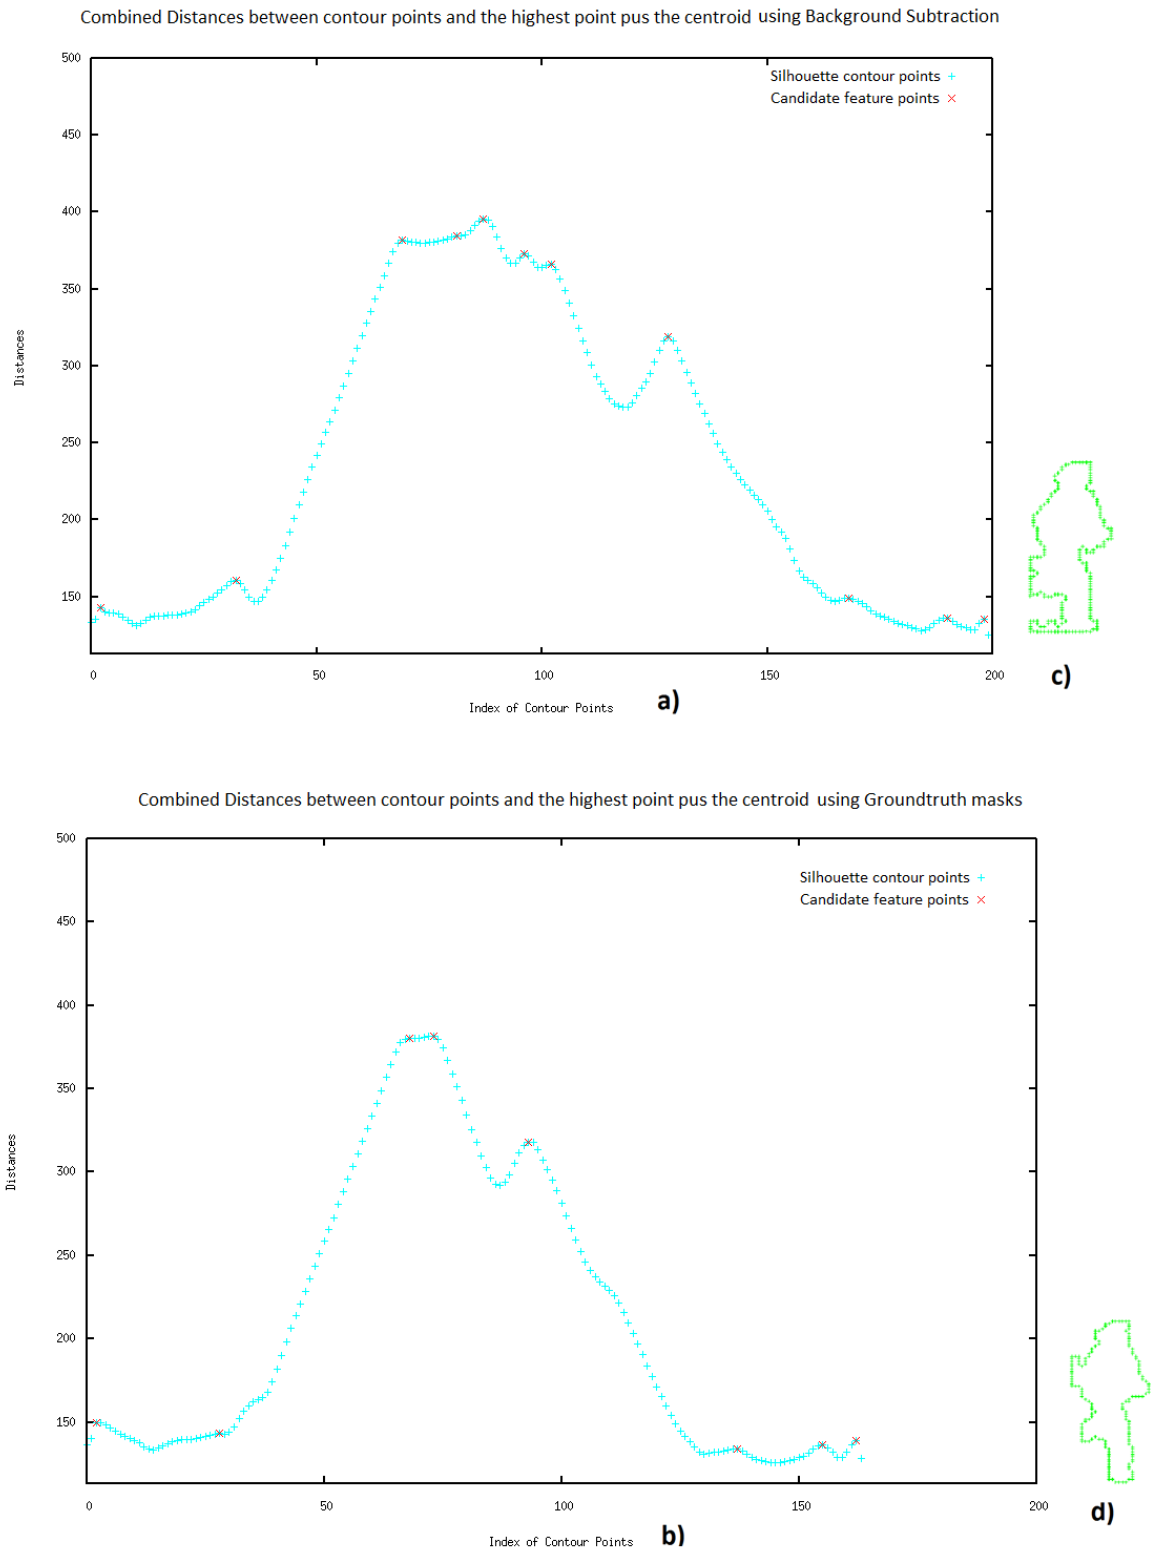 Combined Distances between contour points and the highest point pus the centroid using Background Subtraction
500
Silhouette contour points
Candidate feature points
450
400
350
Distances
300
250
200
150
0 50 100 150 200
c)
Index of Contour Points
a)
Combined Distances between contour points and the highest point pus the centroid using Groundtruth masks
500
Silhouette contour points
Candidate feature points
450
400
350
Distances
300
250
200
150
0 50 100 150 200
d)
Index of Contour Points
b)